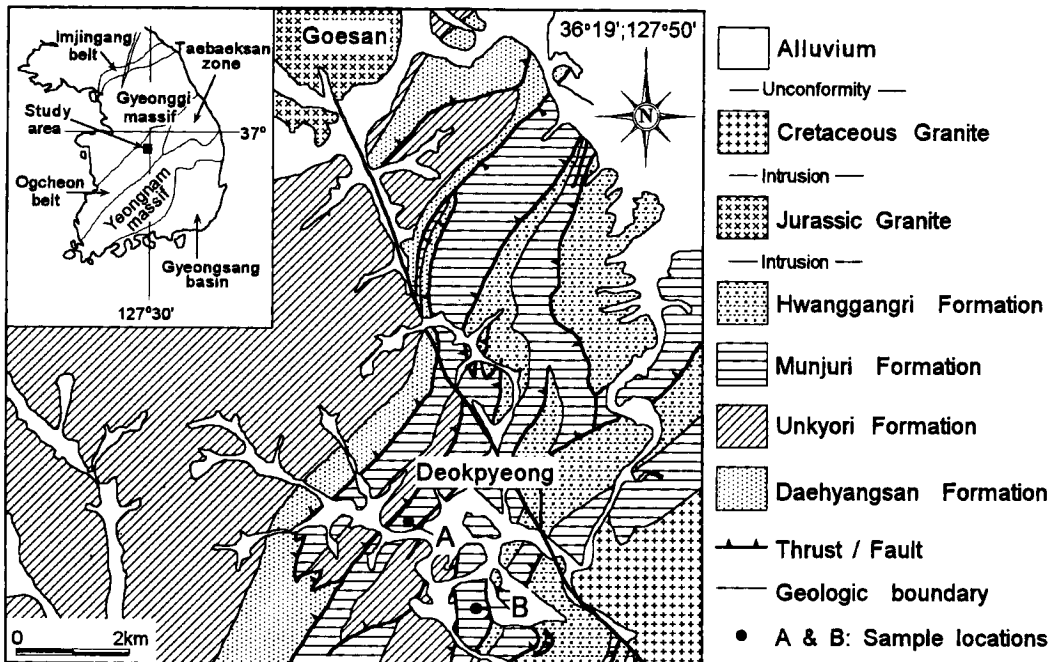 Imjingang
belt
Taebaeksan
zone
Gyeonggi
massif
Study
area
37°
Ogcheon
belt
Yeongnam
massif
Gyeongsang
basin
127°30'
Goesan
36°19';127°50'
N
Deokpyeong
A
B
0 2km
Alluvium
Unconformity
Cretaceous Granite
Intrusion
Jurassic Granite
Intrusion
Hwanggangri Formation
Munjuri Formation
Unkyori Formation
Daehyangsan Formation
Thrust / Fault
Geologic boundary
A & B: Sample locations